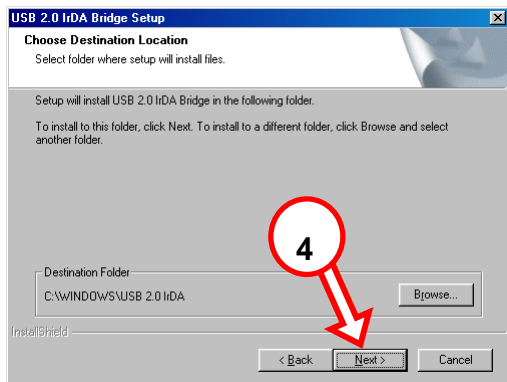 USB 2.0 IrDA Bridge Setup
Choose Destination Location
Select folder where setup will install files.
Setup will install USB 2.0 IrDA Bridge in the following folder.
To install to this folder, click Next. To install to a different folder, click Browse and select
another folder.
4
Destination Folder
C:\WINDOWS\USB 2.0 IrDA
Browse...
InstallShield
< Back
Next >
Cancel